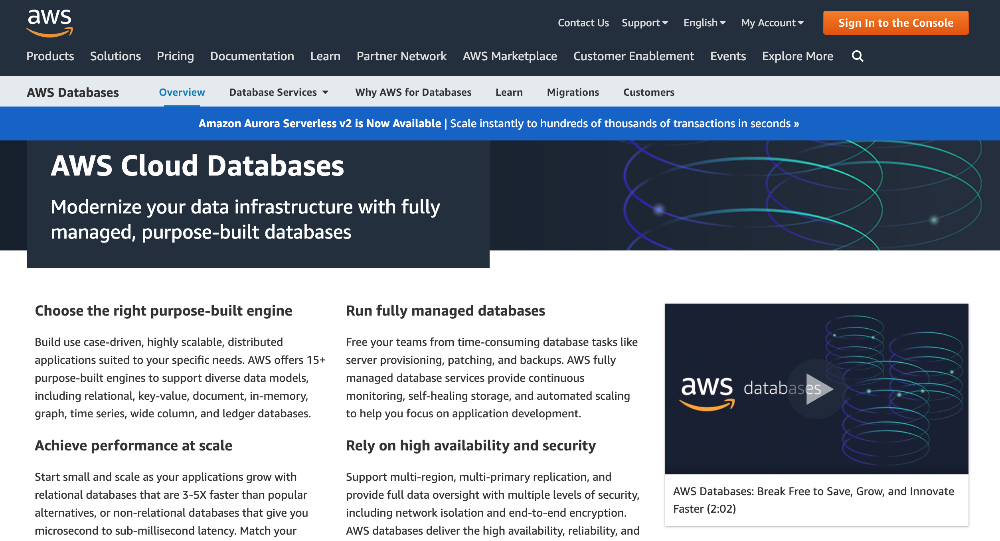 aws
Contact Us Support English My Account Sign In to the Console
Products Solutions Pricing Documentation Learn Partner Network AWS Marketplace Customer Enablement Events Explore More
AWS Databases Overview Database Services Why AWS for Databases Learn Migrations Customers
Amazon Aurora Serverless v2 is Now Available | Scale instantly to hundreds of thousands of transactions in seconds »
AWS Cloud Databases
Modernize your data infrastructure with fully
managed, purpose-built databases
Choose the right purpose-built engine
Build use case-driven, highly scalable, distributed
applications suited to your specific needs. AWS offers 15+
purpose-built engines to support diverse data models,
including relational, key-value, document, in-memory,
graph, time series, wide column, and ledger databases.
Run fully managed databases
Free your teams from time-consuming database tasks like
server provisioning, patching, and backups. AWS fully
managed database services provide continuous
monitoring, self-healing storage, and automated scaling
to help you focus on application development.
Achieve performance at scale
Start small and scale as your applications grow with
relational databases that are 3-5X faster than popular
alternatives, or non-relational databases that give you
microsecond to sub-millisecond latency. Match your
Rely on high availability and security
Support multi-region, multi-primary replication, and
provide full data oversight with multiple levels of security,
including network isolation and end-to-end encryption.
AWS databases deliver the high availability, reliability, and
aws databases
AWS Databases: Break Free to Save, Grow, and Innovate
Faster (2:02)